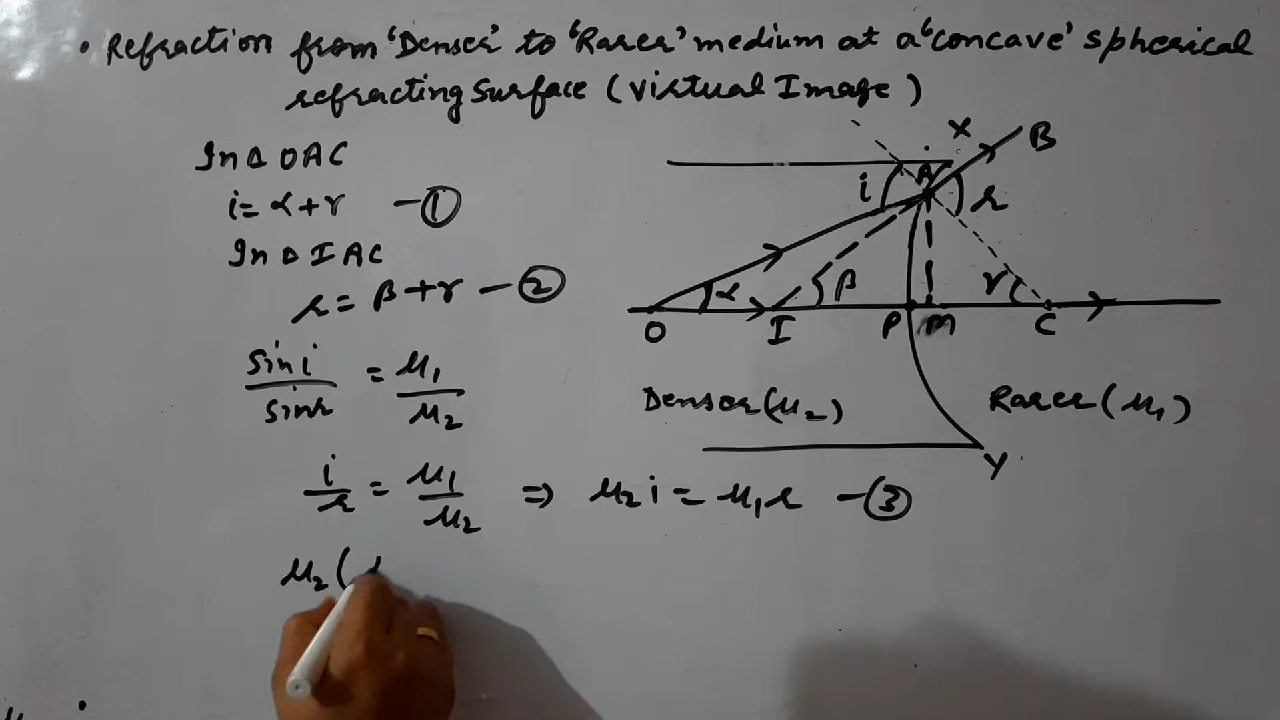 • Refraction from 'Denser' to 'Rarer' medium at a 'concave' spherical
refracting surface (virtual Image)
In Δ OAC
i = α + γ — ①
In Δ IAC
r = β + γ — ②
sin i / sin r = μ₁ / μ₂
i / r = μ₁ / μ₂ ⇒ μ₂ i = μ₁ r — ③
μ₂ (
X
B
A
i
r
α
β
γ
O
I
P
M
C
Densor (μ₂)
Rarer (μ₁)
Y